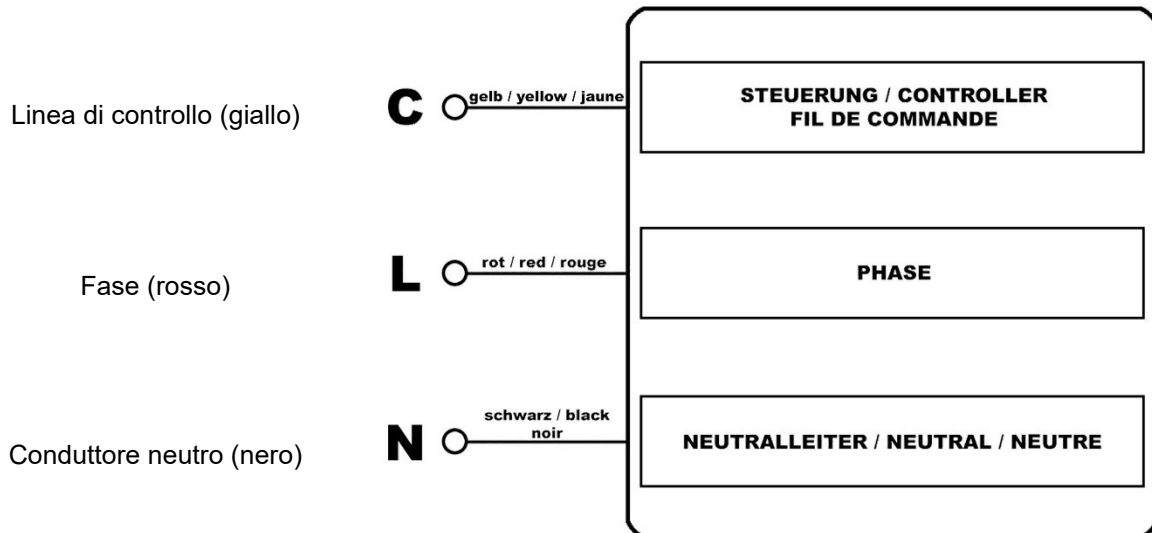 Linea di controllo (giallo)
C
gelb / yellow / jaune
STEUERUNG / CONTROLLER
FIL DE COMMANDE
Fase (rosso)
L
rot / red / rouge
PHASE
Conduttore neutro (nero)
N
schwarz / black
noir
NEUTRALLEITER / NEUTRAL / NEUTRE